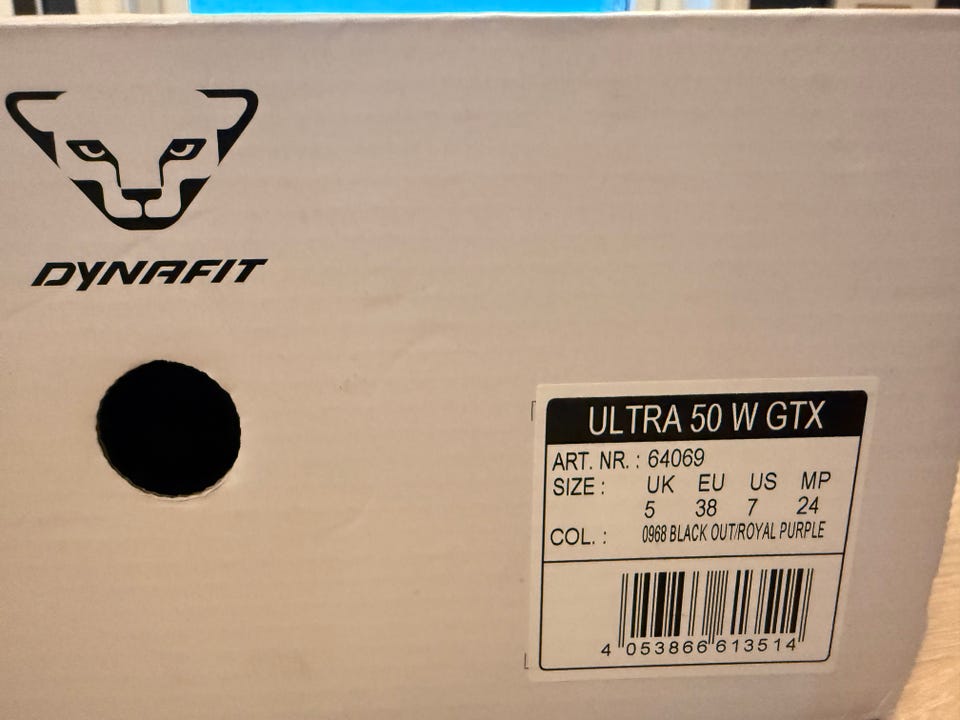 DYNAFIT
ULTRA 50 W GTX
ART. NR. : 64069
SIZE : UK EU US MP
5 38 7 24
COL. : 0968 BLACK OUT/ROYAL PURPLE
4 053866 613514